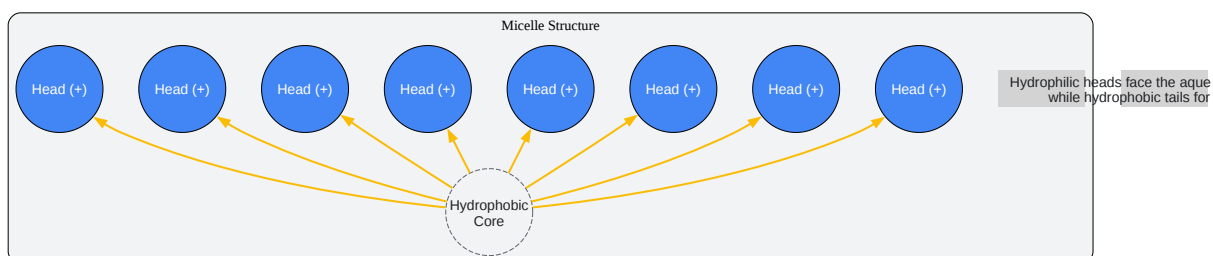 Micelle Structure
Head (+)
Head (+)
Head (+)
Head (+)
Head (+)
Head (+)
Head (+)
Head (+)
Hydrophilic heads face the aque
while hydrophobic tails for
Hydrophobic
Core